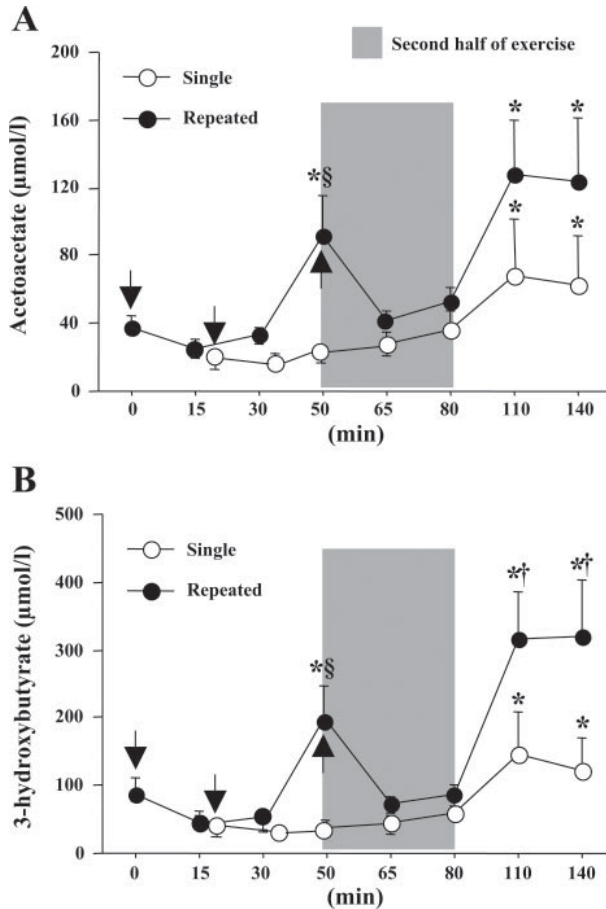 A
Second half of exercise
Single
Repeated
Acetoacetate (μmol/l)
200
160
120
80
40
0
*§
*
*
*
*
0 15 30 50 65 80 110 140
(min)
B
Single
Repeated
3-hydroxybutyrate (μmol/l)
500
400
300
200
100
0
*§
*†
*†
*
*
0 15 30 50 65 80 110 140
(min)